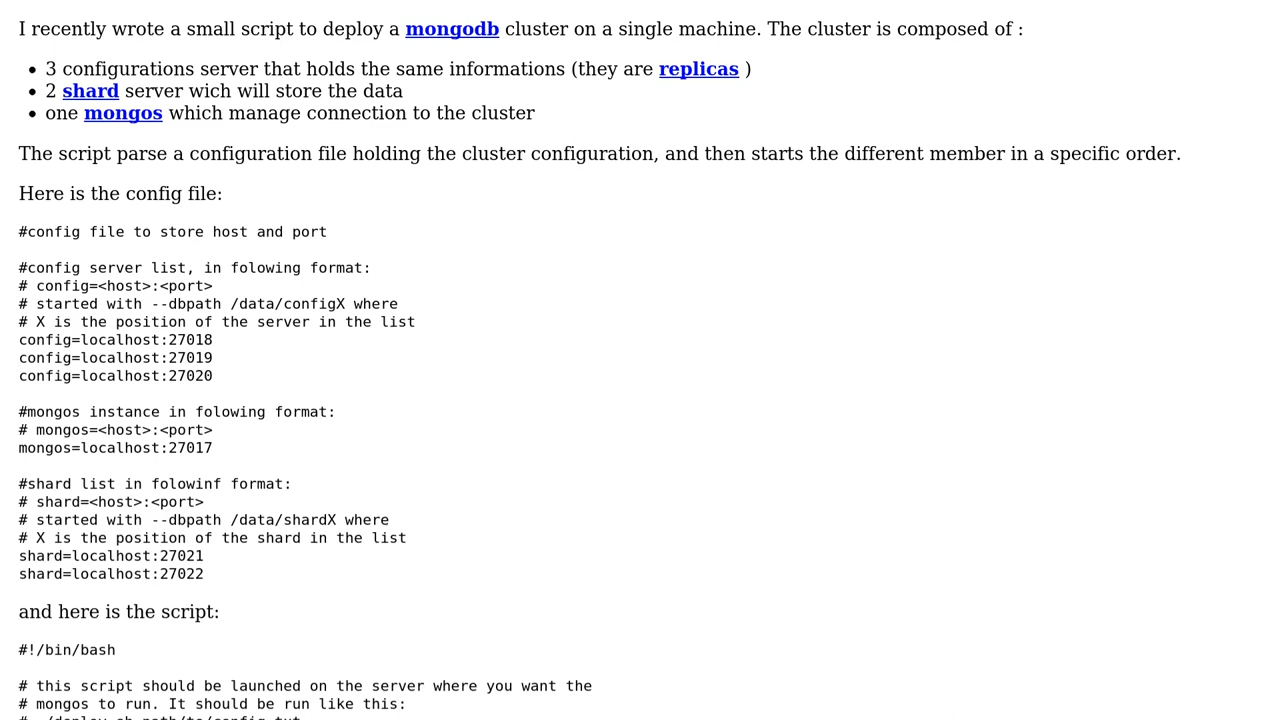 I recently wrote a small script to deploy a mongodb cluster on a single machine. The cluster is composed of :
• 3 configurations server that holds the same informations (they are replicas )
• 2 shard server wich will store the data
• one mongos which manage connection to the cluster
The script parse a configuration file holding the cluster configuration, and then starts the different member in a specific order.
Here is the config file:
#config file to store host and port
#config server list, in folowing format:
# config=<host>:<port>
# started with --dbpath /data/configX where
# X is the position of the server in the list
config=localhost:27018
config=localhost:27019
config=localhost:27020
#mongos instance in folowing format:
# mongos=<host>:<port>
mongos=localhost:27017
#shard list in folowinf format:
# shard=<host>:<port>
# started with --dbpath /data/shardX where
# X is the position of the shard in the list
shard=localhost:27021
shard=localhost:27022
and here is the script:
#!/bin/bash
# this script should be launched on the server where you want the
# mongos to run. It should be run like this: